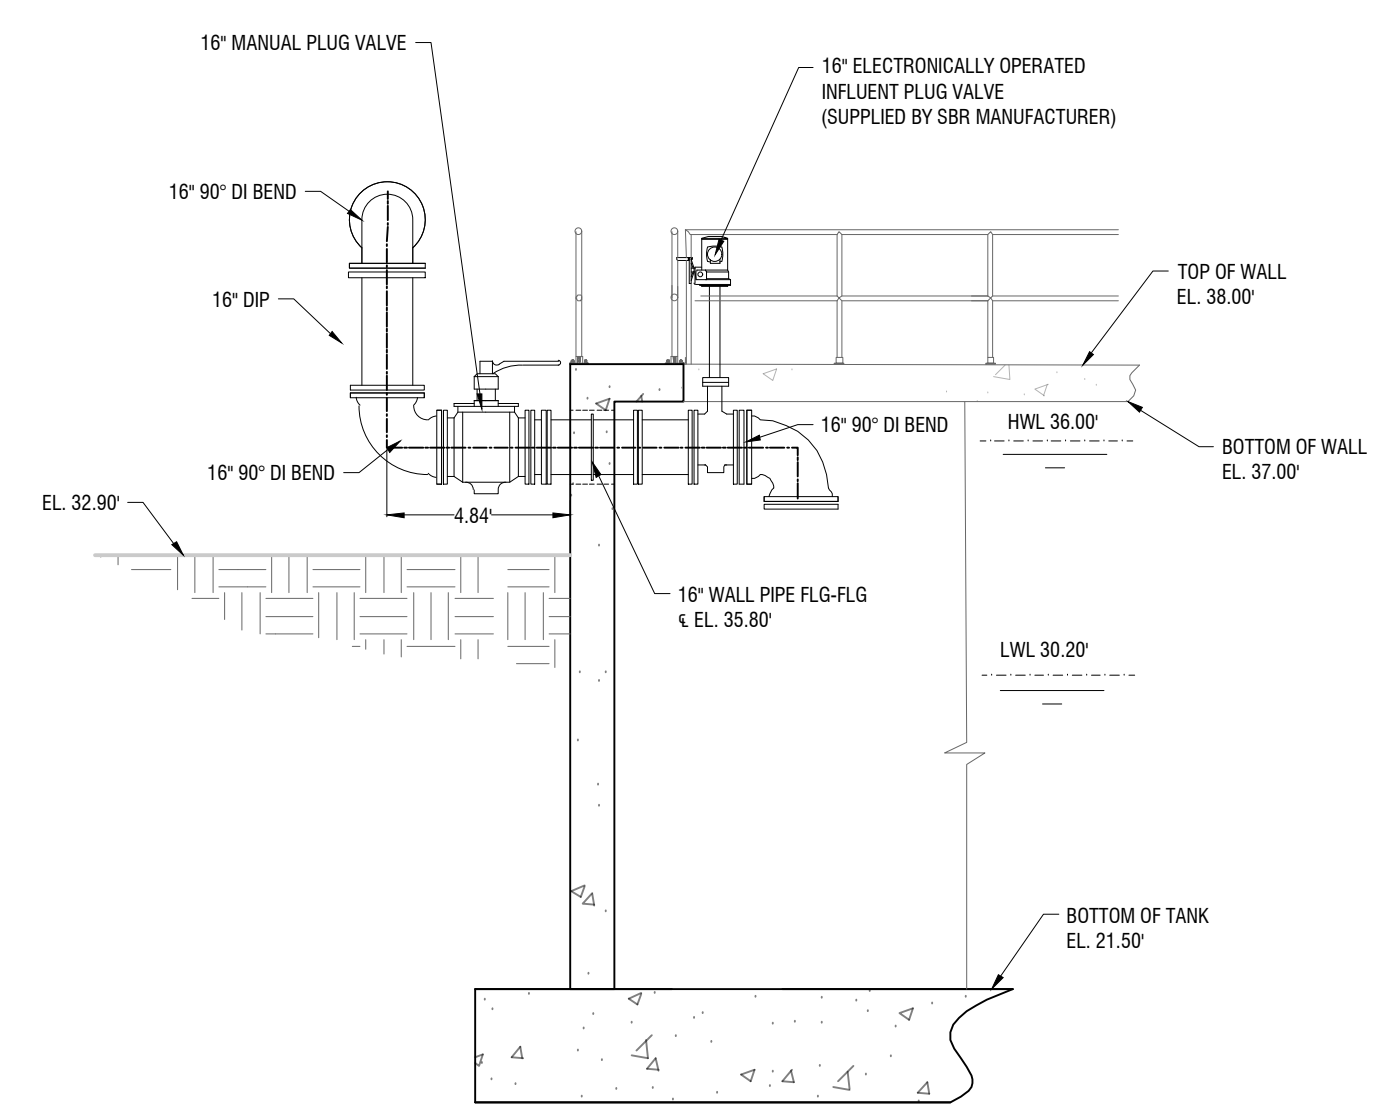 16" MANUAL PLUG VALVE
16" ELECTRONICALLY OPERATED
INFLUENT PLUG VALVE
(SUPPLIED BY SBR MANUFACTURER)
16" 90° DI BEND
16" DIP
TOP OF WALL
EL. 38.00'
HWL 36.00'
16" 90° DI BEND
BOTTOM OF WALL
EL. 37.00'
16" 90° DI BEND
EL. 32.90'
4.84'
16" WALL PIPE FLG-FLG
℄ EL. 35.80'
LWL 30.20'
BOTTOM OF TANK
EL. 21.50'